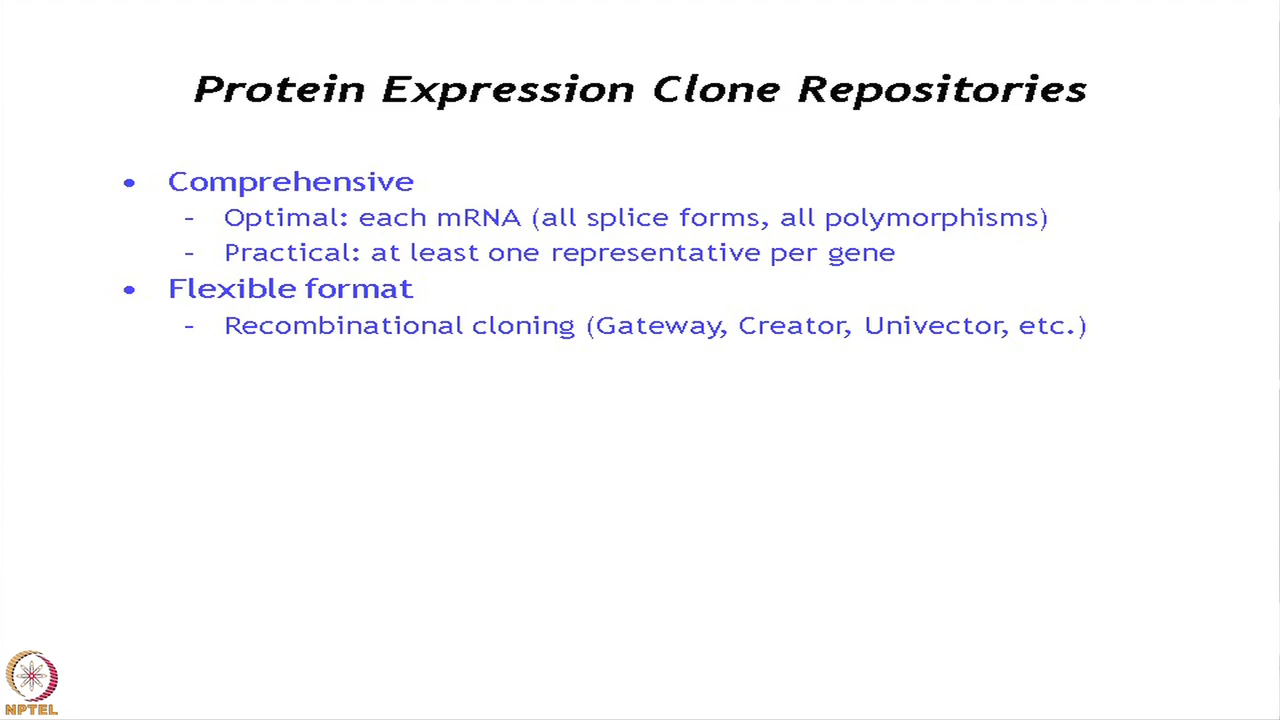 Protein Expression Clone Repositories
• Comprehensive
- Optimal: each mRNA (all splice forms, all polymorphisms)
- Practical: at least one representative per gene
• Flexible format
- Recombinational cloning (Gateway, Creator, Univector, etc.)
NPTEL